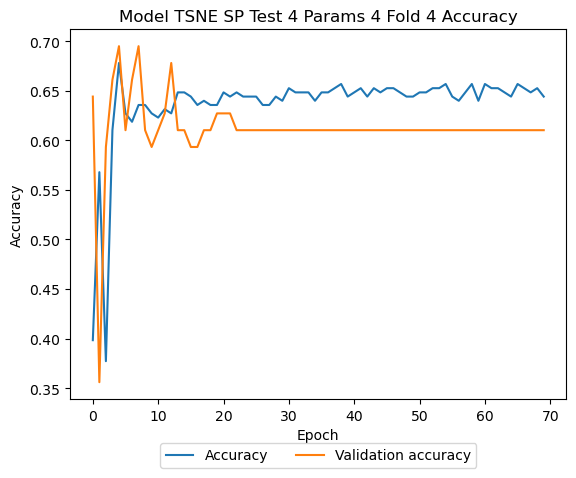 Model TSNE SP Test 4 Params 4 Fold 4 Accuracy
0.70
0.65
0.60
0.55
0.50
0.45
0.40
0.35
Accuracy
0 10 20 30 40 50 60 70
Epoch
Accuracy Validation accuracy